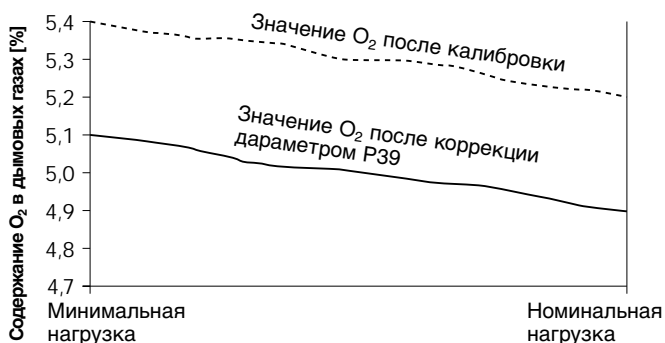 Содержание O₂ в дымовых газах [%]
5,4
5,3
5,2
5,1
5,0
4,9
4,8
4,7
Значение O₂ после калибровки
Значение O₂ после коррекции
дараметром P39
Минимальная
нагрузка
Номинальная
нагрузка